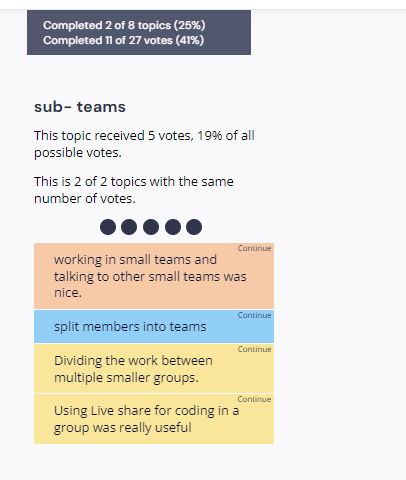 Completed 2 of 8 topics (25%)
Completed 11 of 27 votes (41%)
sub- teams
This topic received 5 votes, 19% of all
possible votes.
This is 2 of 2 topics with the same
number of votes.
Continue
working in small teams and
talking to other small teams was
nice.
Continue
split members into teams
Continue
Dividing the work between
multiple smaller groups.
Continue
Using Live share for coding in a
group was really useful